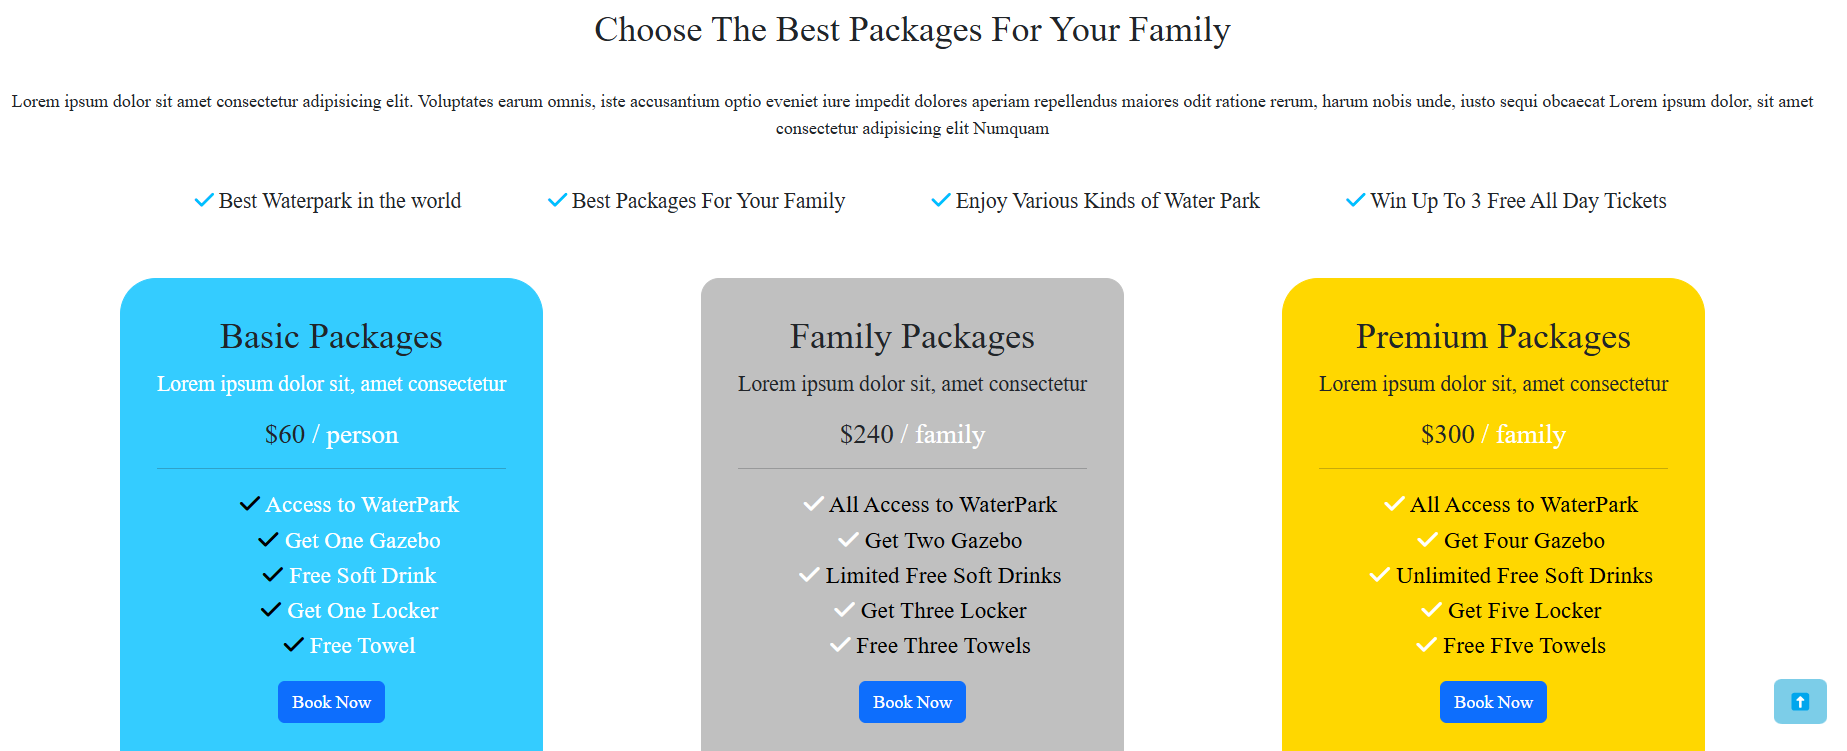 Choose The Best Packages For Your Family
Lorem ipsum dolor sit amet consectetur adipisicing elit. Voluptates earum omnis, iste accusantium optio eveniet iure impedit dolores aperiam repellendus maiores odit ratione rerum, harum nobis unde, iusto sequi obcaecat Lorem ipsum dolor, sit amet
consectetur adipisicing elit Numquam
Best Waterpark in the world
Best Packages For Your Family
Enjoy Various Kinds of Water Park
Win Up To 3 Free All Day Tickets
Basic Packages
Lorem ipsum dolor sit, amet consectetur
$60 / person
Access to WaterPark
Get One Gazebo
Free Soft Drink
Get One Locker
Free Towel
Book Now
Family Packages
Lorem ipsum dolor sit, amet consectetur
$240 / family
All Access to WaterPark
Get Two Gazebo
Limited Free Soft Drinks
Get Three Locker
Free Three Towels
Book Now
Premium Packages
Lorem ipsum dolor sit, amet consectetur
$300 / family
All Access to WaterPark
Get Four Gazebo
Unlimited Free Soft Drinks
Get Five Locker
Free FIve Towels
Book Now